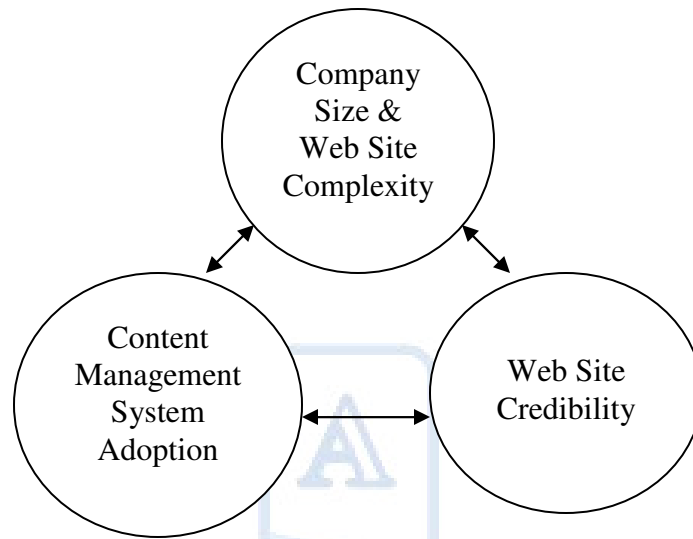 Company
Size &
Web Site
Complexity
Content
Management
System
Adoption
Web Site
Credibility
A